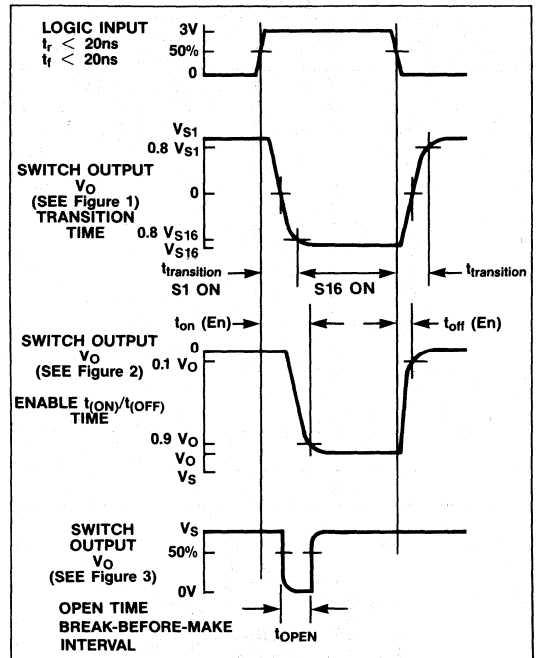 LOGIC INPUT
tr < 20ns
tf < 20ns
3V
50%
0
VS1
0.8 VS1
SWITCH OUTPUT
VO
(SEE Figure 1)
TRANSITION
TIME
0
0.8 VS16
VS16
ttransition
S1 ON
S16 ON
ttransition
ton (En)
toff (En)
SWITCH OUTPUT
VO
(SEE Figure 2)
0
0.1 VO
ENABLE t(ON)/t(OFF)
TIME
0.9 VO
VO
VS
SWITCH
OUTPUT
VO
(SEE Figure 3)
VS
50%
0V
OPEN TIME
BREAK-BEFORE-MAKE
INTERVAL
tOPEN